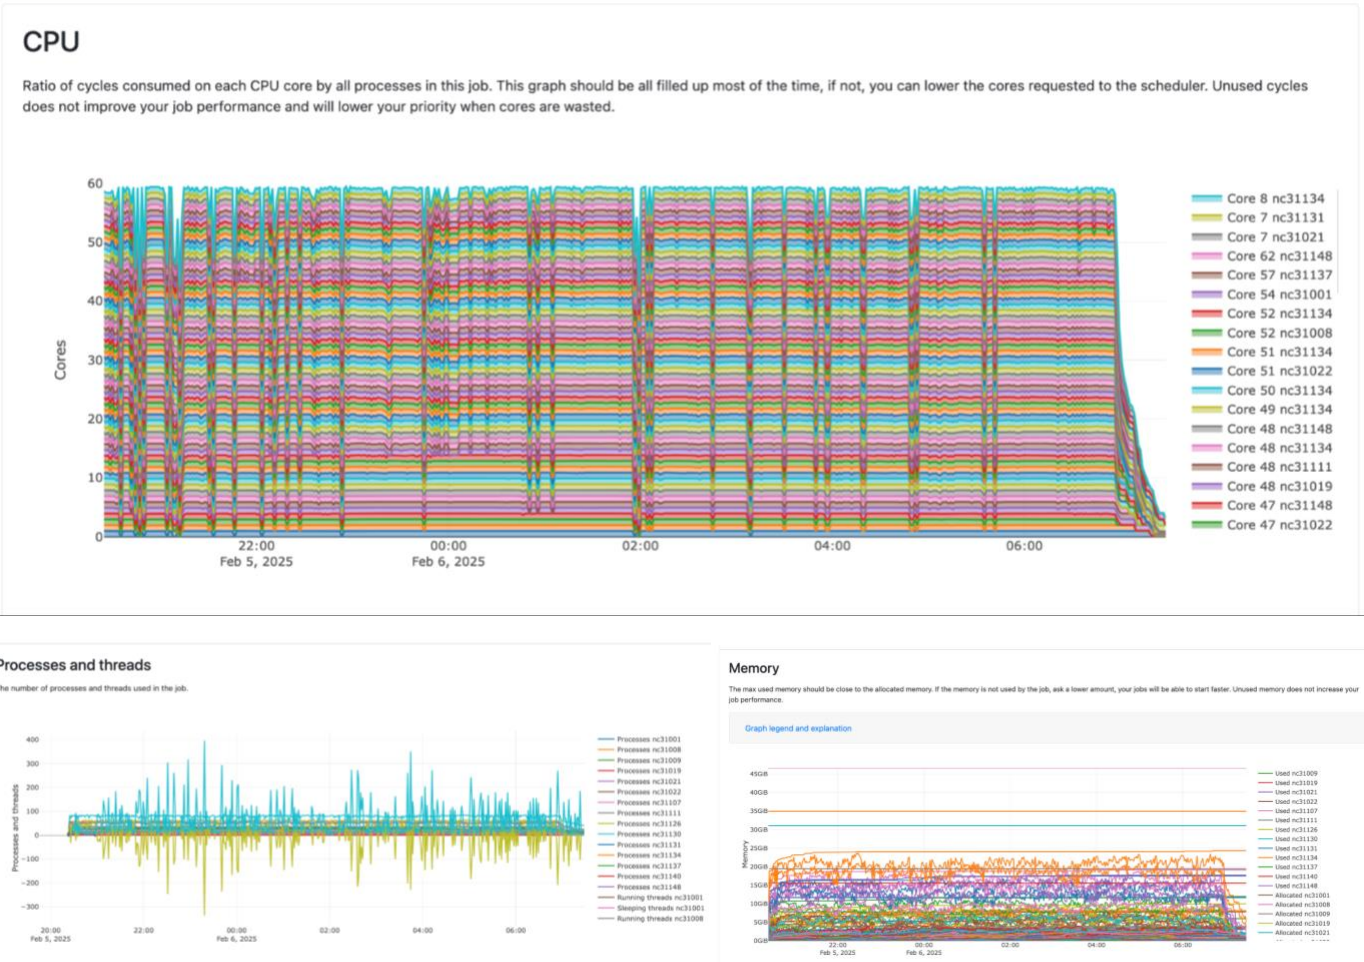 CPU
Ratio of cycles consumed on each CPU core by all processes in this job. This graph should be all filled up most of the time, if not, you can lower the cores requested to the scheduler. Unused cycles
does not improve your job performance and will lower your priority when cores are wasted.
60
50
40
30
20
10
0
Cores
22:00
Feb 5, 2025
00:00
Feb 6, 2025
02:00
04:00
06:00
Core 8 nc31134
Core 7 nc31131
Core 7 nc31021
Core 62 nc31148
Core 57 nc31137
Core 54 nc31001
Core 52 nc31134
Core 52 nc31008
Core 51 nc31134
Core 51 nc31022
Core 50 nc31134
Core 49 nc31134
Core 48 nc31148
Core 48 nc31134
Core 48 nc31111
Core 48 nc31019
Core 47 nc31148
Core 47 nc31022
Processes and threads
he number of processes and threads used in the job.
400
300
200
100
0
−100
−200
−300
Processes and threads
20:00
Feb 5, 2025
22:00
00:00
Feb 6, 2025
02:00
04:00
06:00
Processes nc31001
Processes nc31008
Processes nc31009
Processes nc31019
Processes nc31021
Processes nc31022
Processes nc31107
Processes nc31111
Processes nc31126
Processes nc31130
Processes nc31131
Processes nc31134
Processes nc31137
Processes nc31140
Processes nc31148
Running threads nc31001
Sleeping threads nc31001
Running threads nc31008
Memory
The max used memory should be close to the allocated memory. If the memory is not used by the job, ask a lower amount, your jobs will be able to start faster. Unused memory does not increase your
job performance.
Graph legend and explanation
45GiB
40GiB
35GiB
30GiB
25GiB
20GiB
15GiB
10GiB
5GiB
0GiB
Memory
22:00
Feb 5, 2025
00:00
Feb 6, 2025
02:00
04:00
06:00
Used nc31009
Used nc31019
Used nc31021
Used nc31022
Used nc31107
Used nc31111
Used nc31126
Used nc31130
Used nc31131
Used nc31134
Used nc31137
Used nc31140
Used nc31148
Allocated nc31001
Allocated nc31008
Allocated nc31009
Allocated nc31019
Allocated nc31021